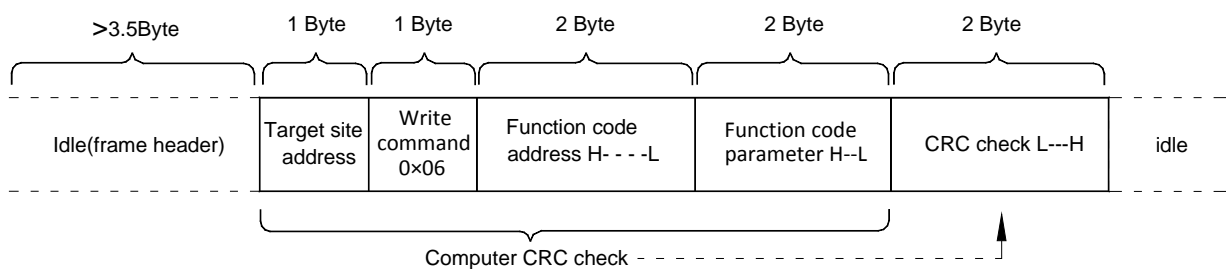 >3.5Byte
1 Byte
1 Byte
2 Byte
2 Byte
2 Byte
Idle(frame header)
Target site
address
Write
command
0×06
Function code
address H- - - -L
Function code
parameter H--L
CRC check L---H
idle
Computer CRC check